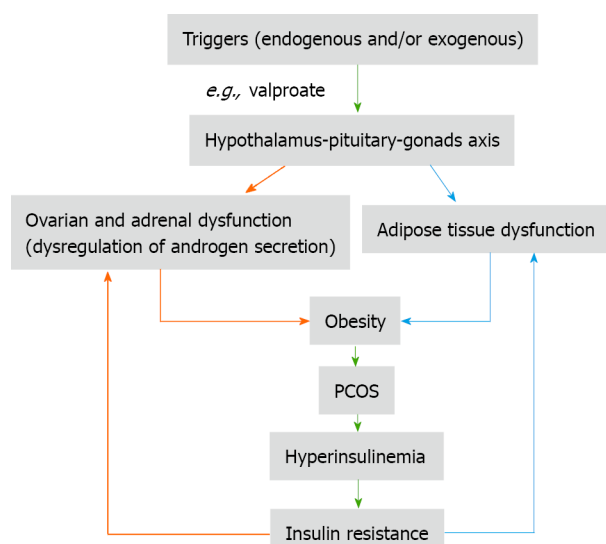 Triggers (endogenous and/or exogenous)
e.g., valproate
Hypothalamus-pituitary-gonads axis
Ovarian and adrenal dysfunction
(dysregulation of androgen secretion)
Adipose tissue dysfunction
Obesity
PCOS
Hyperinsulinemia
Insulin resistance